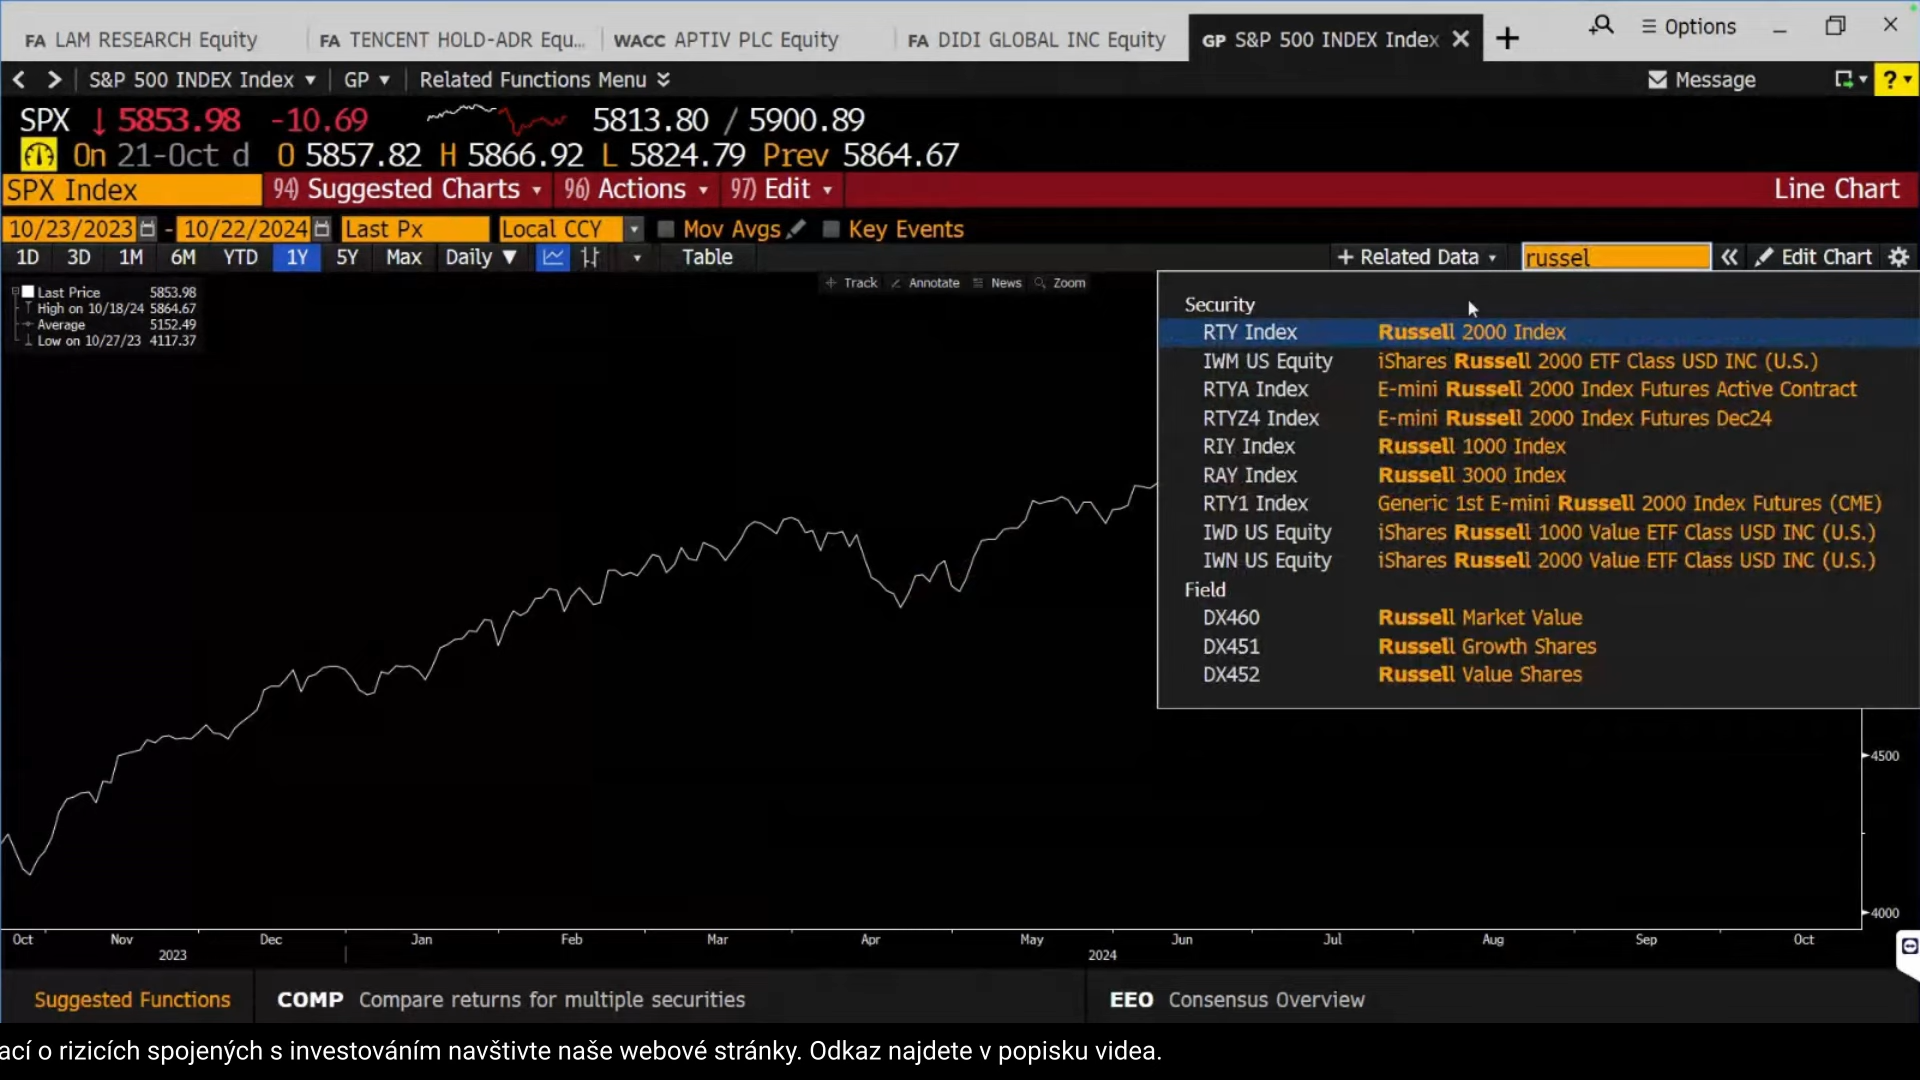 FA LAM RESEARCH Equity FA TENCENT HOLD-ADR Equ... WACC APTIV PLC Equity FA DIDI GLOBAL INC Equity GP S&P 500 INDEX Index Options
S&P 500 INDEX Index GP Related Functions Menu Message ?
SPX ↓ 5853.98 -10.69 5813.80 / 5900.89
On 21-Oct d O 5857.82 H 5866.92 L 5824.79 Prev 5864.67
SPX Index 94) Suggested Charts 96) Actions 97) Edit Line Chart
10/23/2023 - 10/22/2024 Last Px Local CCY Mov Avgs Key Events
1D 3D 1M 6M YTD 1Y 5Y Max Daily ▼ Table + Related Data russel « Edit Chart
Track Annotate News Zoom
Last Price 5853.98
High on 10/18/24 5864.67
Average 5152.49
Low on 10/27/23 4117.37
Security
RTY Index Russell 2000 Index
IWM US Equity iShares Russell 2000 ETF Class USD INC (U.S.)
RTYA Index E-mini Russell 2000 Index Futures Active Contract
RTYZ4 Index E-mini Russell 2000 Index Futures Dec24
RIY Index Russell 1000 Index
RAY Index Russell 3000 Index
RTY1 Index Generic 1st E-mini Russell 2000 Index Futures (CME)
IWD US Equity iShares Russell 1000 Value ETF Class USD INC (U.S.)
IWN US Equity iShares Russell 2000 Value ETF Class USD INC (U.S.)
Field
DX460 Russell Market Value
DX451 Russell Growth Shares
DX452 Russell Value Shares
4500
4000
Oct Nov Dec Jan Feb Mar Apr May Jun Jul Aug Sep Oct
2023 2024
Suggested Functions COMP Compare returns for multiple securities EEO Consensus Overview
ací o rizicích spojených s investováním navštivte naše webové stránky. Odkaz najdete v popisku videa.